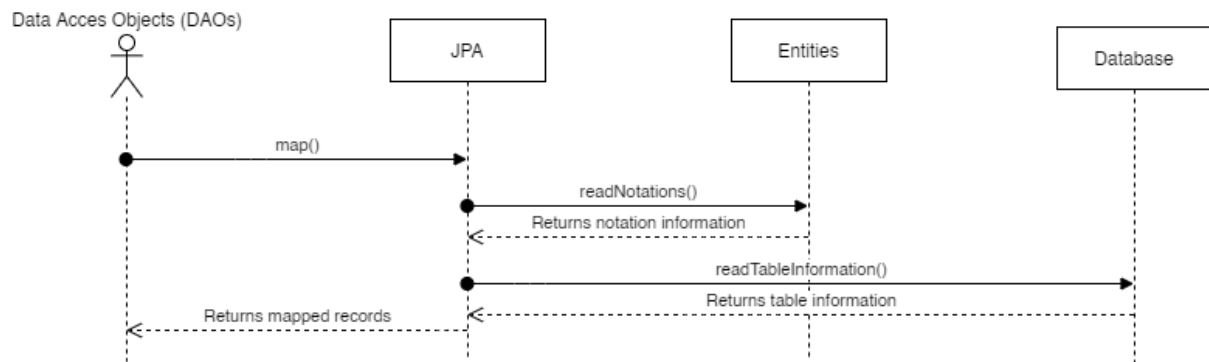 Data Acces Objects (DAOs)
JPA
Entities
Database
map()
readNotations()
Returns notation information
readTableInformation()
Returns table information
Returns mapped records